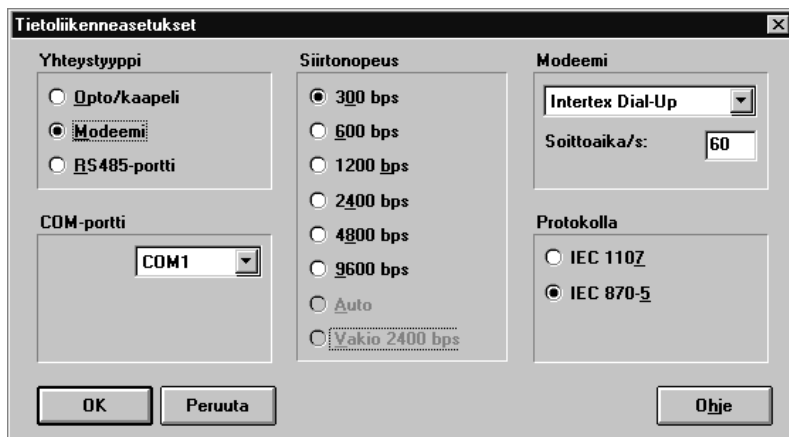 Tietoliikenneasetukset
Yhteystyyppi
Opto/kaapeli
Modeemi
RS485-portti
COM-portti
COM1
Siirtonopeus
300 bps
600 bps
1200 bps
2400 bps
4800 bps
9600 bps
Auto
Vakio 2400 bps
Modeemi
Intertex Dial-Up
Soittoaika/s: 60
Protokolla
IEC 1107
IEC 870-5
OK Peruuta Ohje